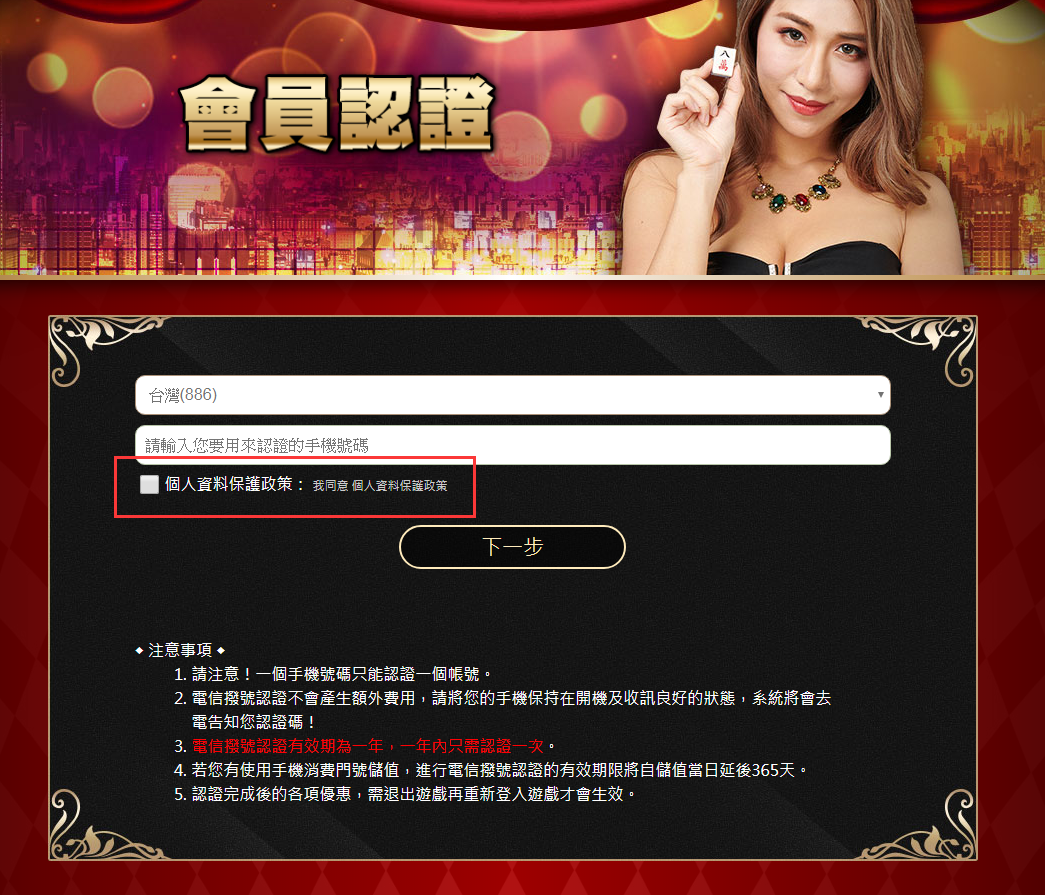 會員認證
八萬
台灣(886)
請輸入您要用來認證的手機號碼
個人資料保護政策： 我同意 個人資料保護政策
下一步
◆ 注意事項 ◆
1. 請注意！一個手機號碼只能認證一個帳號。
2. 電信撥號認證不會產生額外費用，請將您的手機保持在開機及收訊良好的狀態，系統將會去
電告知您認證碼！
3. 電信撥號認證有效期為一年，一年內只需認證一次。
4. 若您有使用手機消費門號儲值，進行電信撥號認證的有效期限將自儲值當日延後365天。
5. 認證完成後的各項優惠，需退出遊戲再重新登入遊戲才會生效。